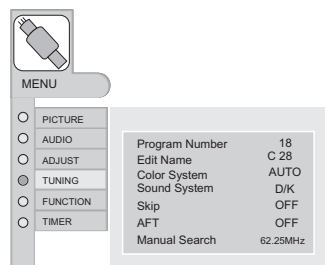 MENU
PICTURE
AUDIO
ADJUST
TUNING
FUNCTION
TIMER
Program Number 18
Edit Name C 28
Color System AUTO
Sound System D/K
Skip OFF
AFT OFF
Manual Search 62.25MHz